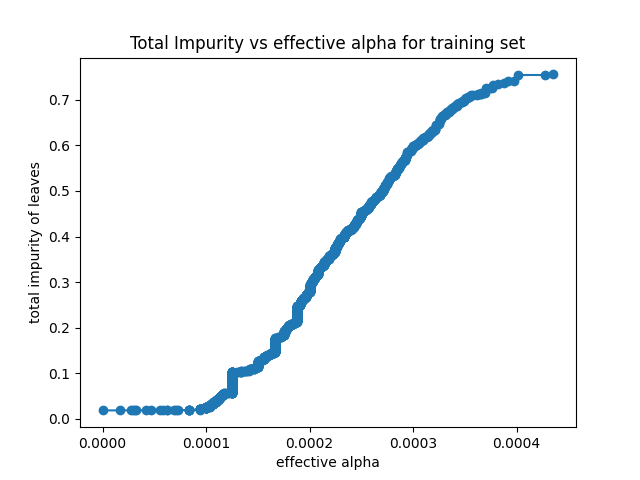 Total Impurity vs effective alpha for training set
total impurity of leaves
0.7
0.6
0.5
0.4
0.3
0.2
0.1
0.0
0.0000 0.0001 0.0002 0.0003 0.0004
effective alpha